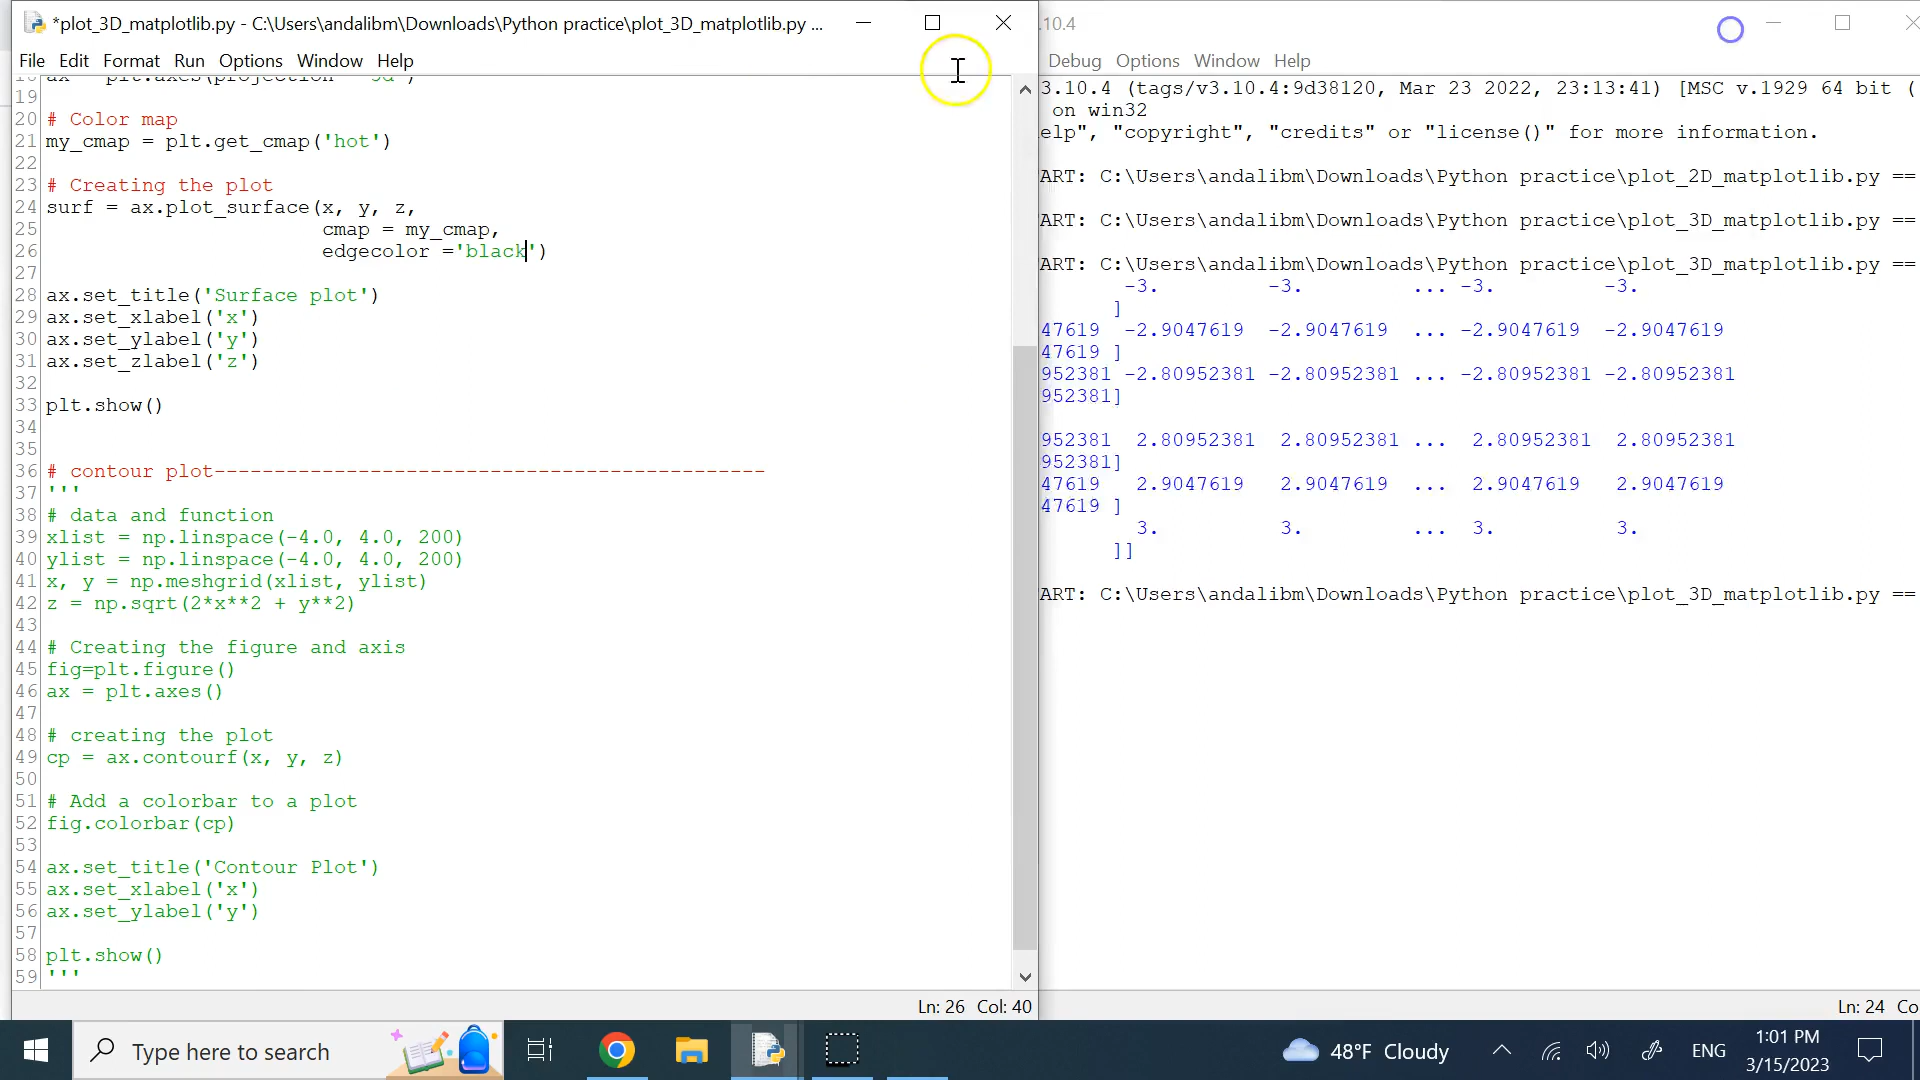 *plot_3D_matplotlib.py - C:\Users\andalibm\Downloads\Python practice\plot_3D_matplotlib.py ...
File Edit Format Run Options Window Help
19
20 # Color map
21 my_cmap = plt.get_cmap('hot')
22
23 # Creating the plot
24 surf = ax.plot_surface(x, y, z,
25 cmap = my_cmap,
26 edgecolor ='black')
27
28 ax.set_title('Surface plot')
29 ax.set_xlabel('x')
30 ax.set_ylabel('y')
31 ax.set_zlabel('z')
32
33 plt.show()
34
35
36 # contour plot----------------------------------------------
37 '''
38 # data and function
39 xlist = np.linspace(-4.0, 4.0, 200)
40 ylist = np.linspace(-4.0, 4.0, 200)
41 x, y = np.meshgrid(xlist, ylist)
42 z = np.sqrt(2*x**2 + y**2)
43
44 # Creating the figure and axis
45 fig=plt.figure()
46 ax = plt.axes()
47
48 # creating the plot
49 cp = ax.contourf(x, y, z)
50
51 # Add a colorbar to a plot
52 fig.colorbar(cp)
53
54 ax.set_title('Contour Plot')
55 ax.set_xlabel('x')
56 ax.set_ylabel('y')
57
58 plt.show()
59 '''
Ln: 26 Col: 40
.10.4
Debug Options Window Help
3.10.4 (tags/v3.10.4:9d38120, Mar 23 2022, 23:13:41) [MSC v.1929 64 bit (
on win32
elp", "copyright", "credits" or "license()" for more information.
ART: C:\Users\andalibm\Downloads\Python practice\plot_2D_matplotlib.py ==
ART: C:\Users\andalibm\Downloads\Python practice\plot_3D_matplotlib.py ==
ART: C:\Users\andalibm\Downloads\Python practice\plot_3D_matplotlib.py ==
-3. -3. ... -3. -3.
]
47619 -2.9047619 -2.9047619 ... -2.9047619 -2.9047619
47619 ]
952381 -2.80952381 -2.80952381 ... -2.80952381 -2.80952381
952381]
952381 2.80952381 2.80952381 ... 2.80952381 2.80952381
952381]
47619 2.9047619 2.9047619 ... 2.9047619 2.9047619
47619 ]
3. 3. ... 3. 3.
]]
ART: C:\Users\andalibm\Downloads\Python practice\plot_3D_matplotlib.py ==
Ln: 24 Co
Type here to search
48°F Cloudy
ENG
1:01 PM
3/15/2023